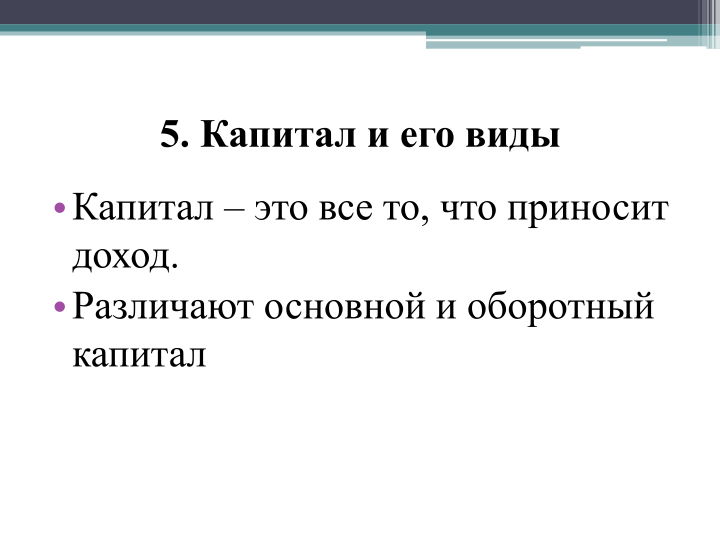 5. Капитал и его виды
•Капитал – это все то, что приносит
доход.
•Различают основной и оборотный
капитал